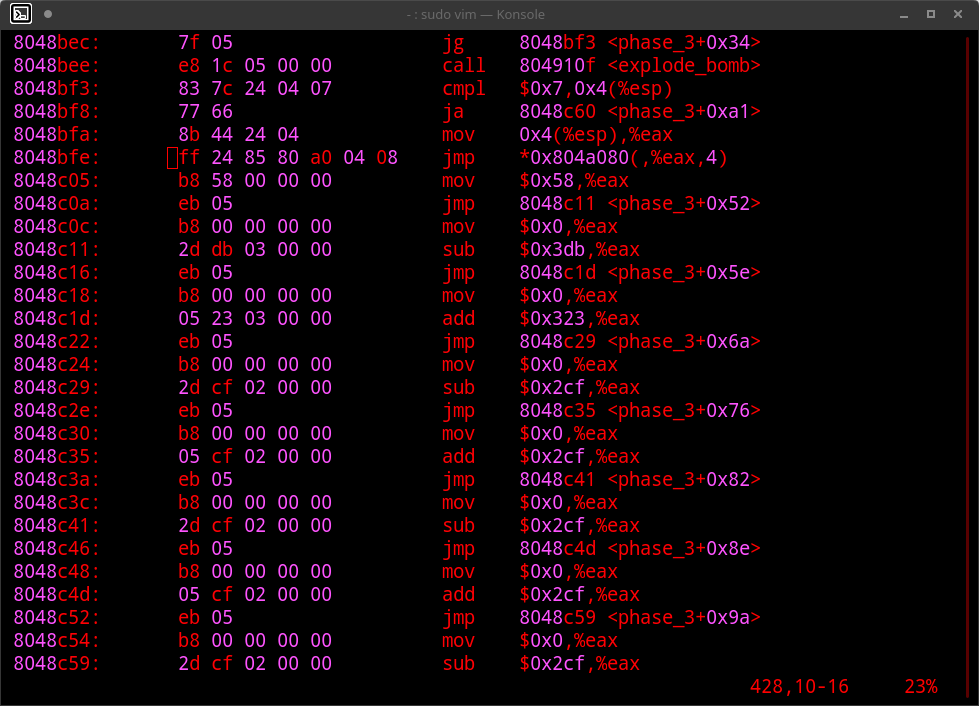 - : sudo vim — Konsole
8048bec: 7f 05 jg 8048bf3 <phase_3+0x34>
8048bee: e8 1c 05 00 00 call 804910f <explode_bomb>
8048bf3: 83 7c 24 04 07 cmpl $0x7,0x4(%esp)
8048bf8: 77 66 ja 8048c60 <phase_3+0xa1>
8048bfa: 8b 44 24 04 mov 0x4(%esp),%eax
8048bfe: ff 24 85 80 a0 04 08 jmp *0x804a080(,%eax,4)
8048c05: b8 58 00 00 00 mov $0x58,%eax
8048c0a: eb 05 jmp 8048c11 <phase_3+0x52>
8048c0c: b8 00 00 00 00 mov $0x0,%eax
8048c11: 2d db 03 00 00 sub $0x3db,%eax
8048c16: eb 05 jmp 8048c1d <phase_3+0x5e>
8048c18: b8 00 00 00 00 mov $0x0,%eax
8048c1d: 05 23 03 00 00 add $0x323,%eax
8048c22: eb 05 jmp 8048c29 <phase_3+0x6a>
8048c24: b8 00 00 00 00 mov $0x0,%eax
8048c29: 2d cf 02 00 00 sub $0x2cf,%eax
8048c2e: eb 05 jmp 8048c35 <phase_3+0x76>
8048c30: b8 00 00 00 00 mov $0x0,%eax
8048c35: 05 cf 02 00 00 add $0x2cf,%eax
8048c3a: eb 05 jmp 8048c41 <phase_3+0x82>
8048c3c: b8 00 00 00 00 mov $0x0,%eax
8048c41: 2d cf 02 00 00 sub $0x2cf,%eax
8048c46: eb 05 jmp 8048c4d <phase_3+0x8e>
8048c48: b8 00 00 00 00 mov $0x0,%eax
8048c4d: 05 cf 02 00 00 add $0x2cf,%eax
8048c52: eb 05 jmp 8048c59 <phase_3+0x9a>
8048c54: b8 00 00 00 00 mov $0x0,%eax
8048c59: 2d cf 02 00 00 sub $0x2cf,%eax
428,10-16 23%